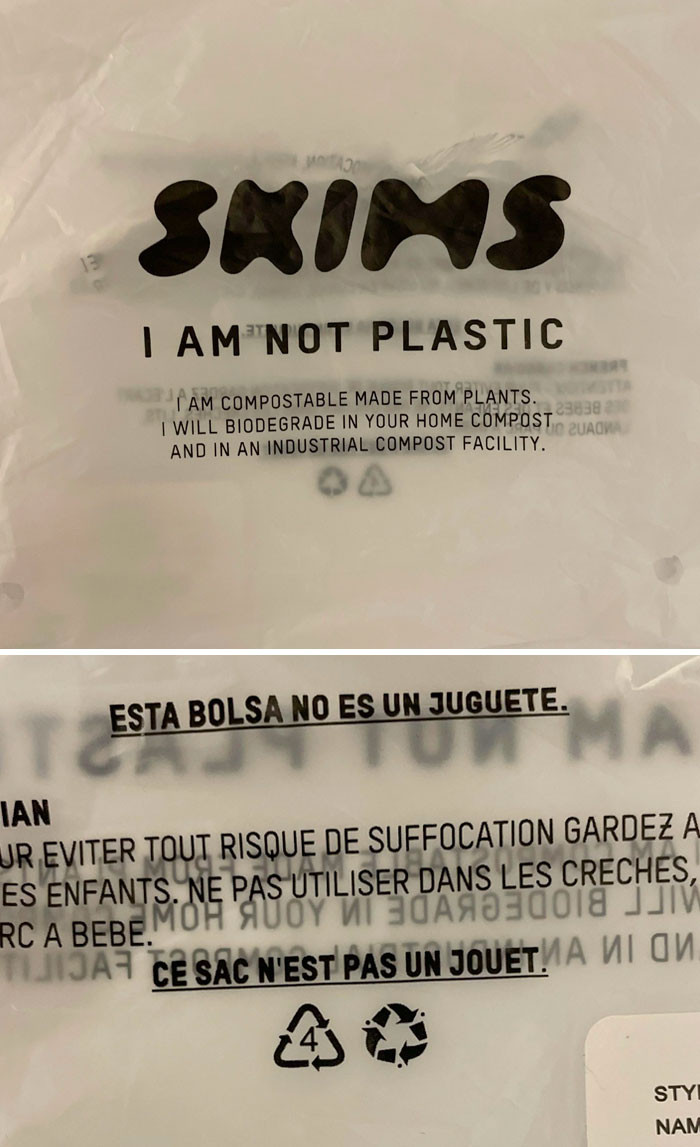 SKIMS
I AM NOT PLASTIC
I AM COMPOSTABLE MADE FROM PLANTS.
I WILL BIODEGRADE IN YOUR HOME COMPOST
AND IN AN INDUSTRIAL COMPOST FACILITY.
ESTA BOLSA NO ES UN JUGUETE.
IAN
UR EVITER TOUT RISQUE DE SUFFOCATION GARDEZ A
ES ENFANTS. NE PAS UTILISER DANS LES CRECHES,
RC A BEBE.
CE SAC N'EST PAS UN JOUET.
4
STYL
NAM